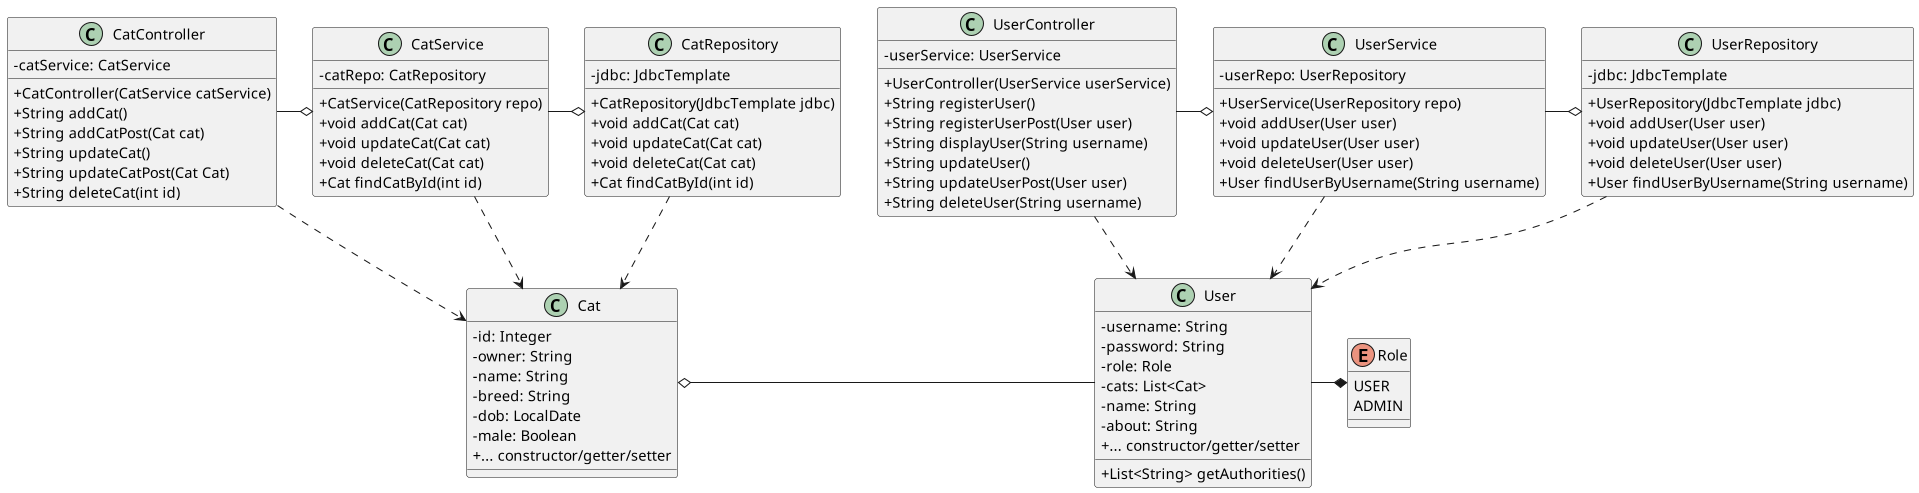 C CatController
-catService: CatService
+CatController(CatService catService)
+String addCat()
+String addCatPost(Cat cat)
+String updateCat()
+String updateCatPost(Cat Cat)
+String deleteCat(int id)
C CatService
-catRepo: CatRepository
+CatService(CatRepository repo)
+void addCat(Cat cat)
+void updateCat(Cat cat)
+void deleteCat(Cat cat)
+Cat findCatById(int id)
C CatRepository
-jdbc: JdbcTemplate
+CatRepository(JdbcTemplate jdbc)
+void addCat(Cat cat)
+void updateCat(Cat cat)
+void deleteCat(Cat cat)
+Cat findCatById(int id)
C UserController
-userService: UserService
+UserController(UserService userService)
+String registerUser()
+String registerUserPost(User user)
+String displayUser(String username)
+String updateUser()
+String updateUserPost(User user)
+String deleteUser(String username)
C UserService
-userRepo: UserRepository
+UserService(UserRepository repo)
+void addUser(User user)
+void updateUser(User user)
+void deleteUser(User user)
+User findUserByUsername(String username)
C UserRepository
-jdbc: JdbcTemplate
+UserRepository(JdbcTemplate jdbc)
+void addUser(User user)
+void updateUser(User user)
+void deleteUser(User user)
+User findUserByUsername(String username)
C Cat
-id: Integer
-owner: String
-name: String
-breed: String
-dob: LocalDate
-male: Boolean
+... constructor/getter/setter
C User
-username: String
-password: String
-role: Role
-cats: List<Cat>
-name: String
-about: String
+... constructor/getter/setter
+List<String> getAuthorities()
E Role
USER
ADMIN